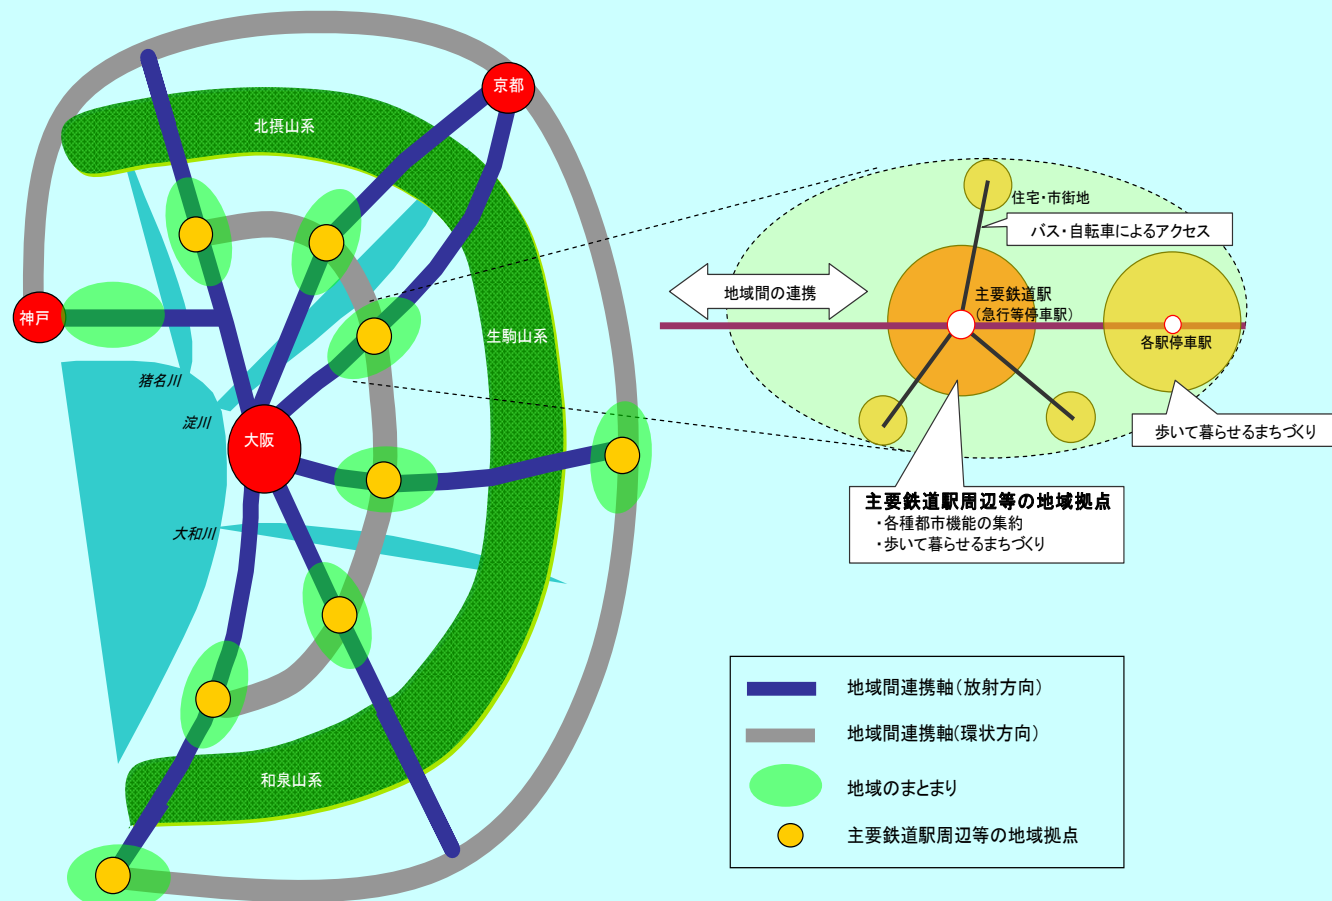 京都
北摂山系
神戸
生駒山系
猪名川
淀川
大阪
大和川
和泉山系
住宅・市街地
バス・自転車によるアクセス
地域間の連携
主要鉄道駅
(急行等停車駅)
各駅停車駅
歩いて暮らせるまちづくり
主要鉄道駅周辺等の地域拠点
・各種都市機能の集約
・歩いて暮らせるまちづくり
地域間連携軸(放射方向)
地域間連携軸(環状方向)
地域のまとまり
主要鉄道駅周辺等の地域拠点